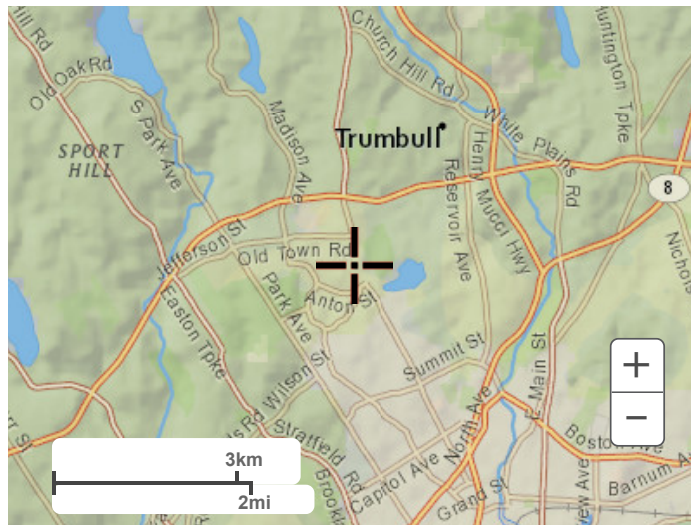 Hill Rd
Old Oak Rd
S Park Ave
SPORT
HILL
Madison Ave
Church Hill Rd
Huntington Tpke
Trumbull
White Plains Rd
Henry Mucci Hwy
Reservoir Ave
8
Jefferson St
Old Town Rd
Nichols
Park Ave
Anton St
Easton Tpke
Summit St
E Main St
+
−
Wilson St
ls Rd
Stratfield Rd
North Ave
Boston Ave
3km
2mi
Capitol Ave
Grand St
Barnum A